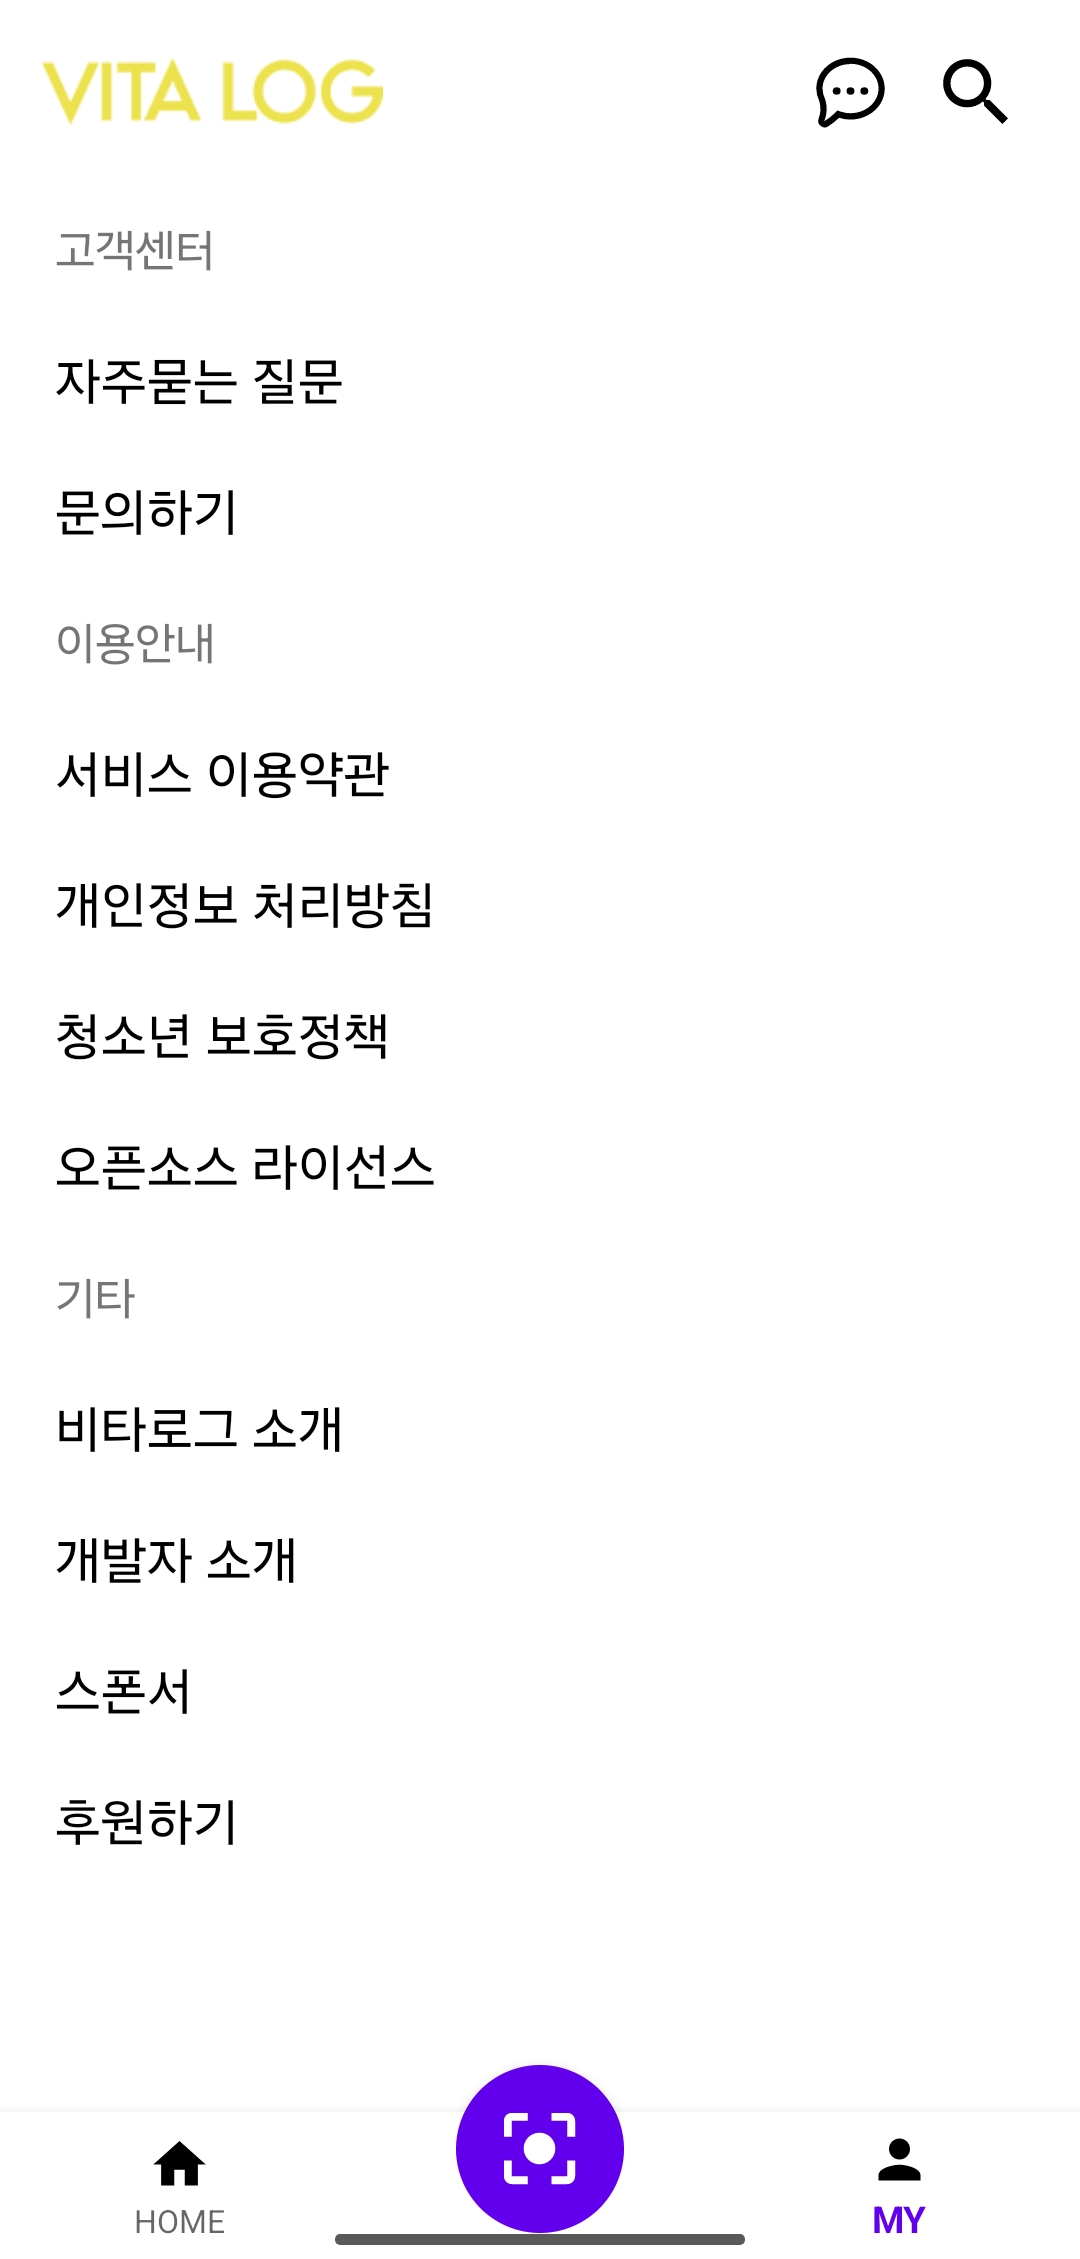 VITA LOG
고객센터
자주묻는 질문
문의하기
이용안내
서비스 이용약관
개인정보 처리방침
청소년 보호정책
오픈소스 라이선스
기타
비타로그 소개
개발자 소개
스폰서
후원하기
HOME
MY